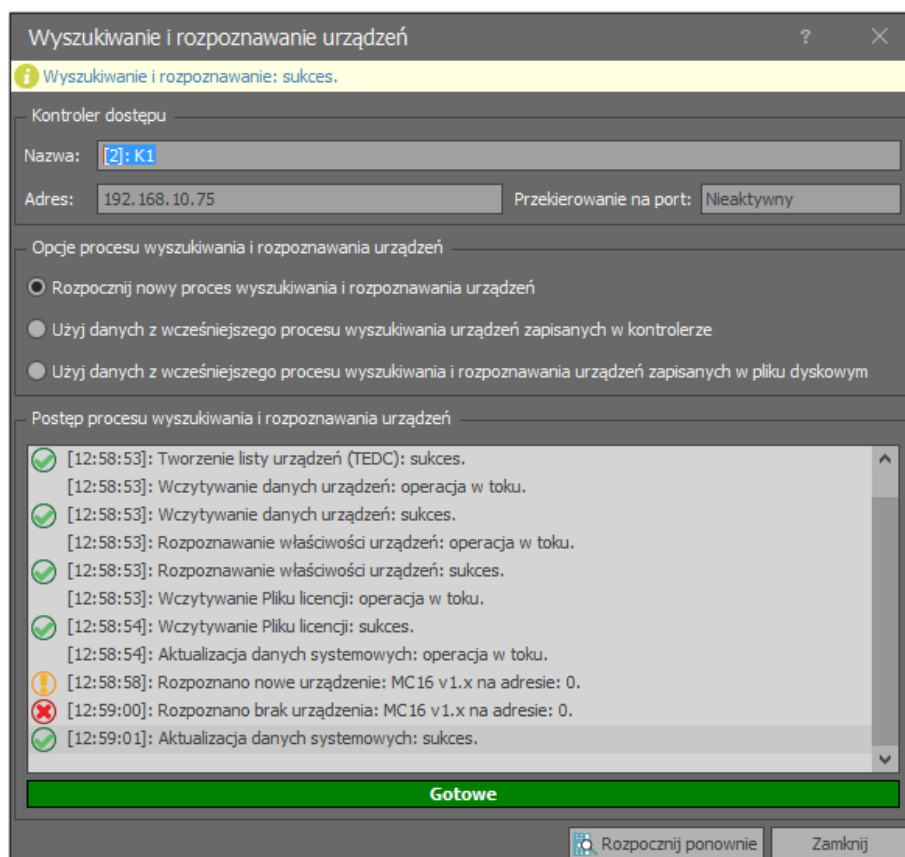 Wyszukiwanie i rozpoznawanie urządzeń
Wyszukiwanie i rozpoznawanie: sukces.
Kontroler dostępu
Nazwa: [2]: K1
Adres: 192.168.10.75 Przekierowanie na port: Nieaktywny
Opcje procesu wyszukiwania i rozpoznawania urządzeń
Rozpocznij nowy proces wyszukiwania i rozpoznawania urządzeń
Użyj danych z wcześniejszego procesu wyszukiwania urządzeń zapisanych w kontrolerze
Użyj danych z wcześniejszego procesu wyszukiwania i rozpoznawania urządzeń zapisanych w pliku dyskowym
Postęp procesu wyszukiwania i rozpoznawania urządzeń
[12:58:53]: Tworzenie listy urządzeń (TEDC): sukces.
[12:58:53]: Wczytywanie danych urządzeń: operacja w toku.
[12:58:53]: Wczytywanie danych urządzeń: sukces.
[12:58:53]: Rozpoznawanie właściwości urządzeń: operacja w toku.
[12:58:53]: Rozpoznawanie właściwości urządzeń: sukces.
[12:58:53]: Wczytywanie Pliku licencji: operacja w toku.
[12:58:54]: Wczytywanie Pliku licencji: sukces.
[12:58:54]: Aktualizacja danych systemowych: operacja w toku.
[12:58:58]: Rozpoznano nowe urządzenie: MC16 v1.x na adresie: 0.
[12:59:00]: Rozpoznano brak urządzenia: MC16 v1.x na adresie: 0.
[12:59:01]: Aktualizacja danych systemowych: sukces.
Gotowe
Rozpocznij ponownie Zamknij